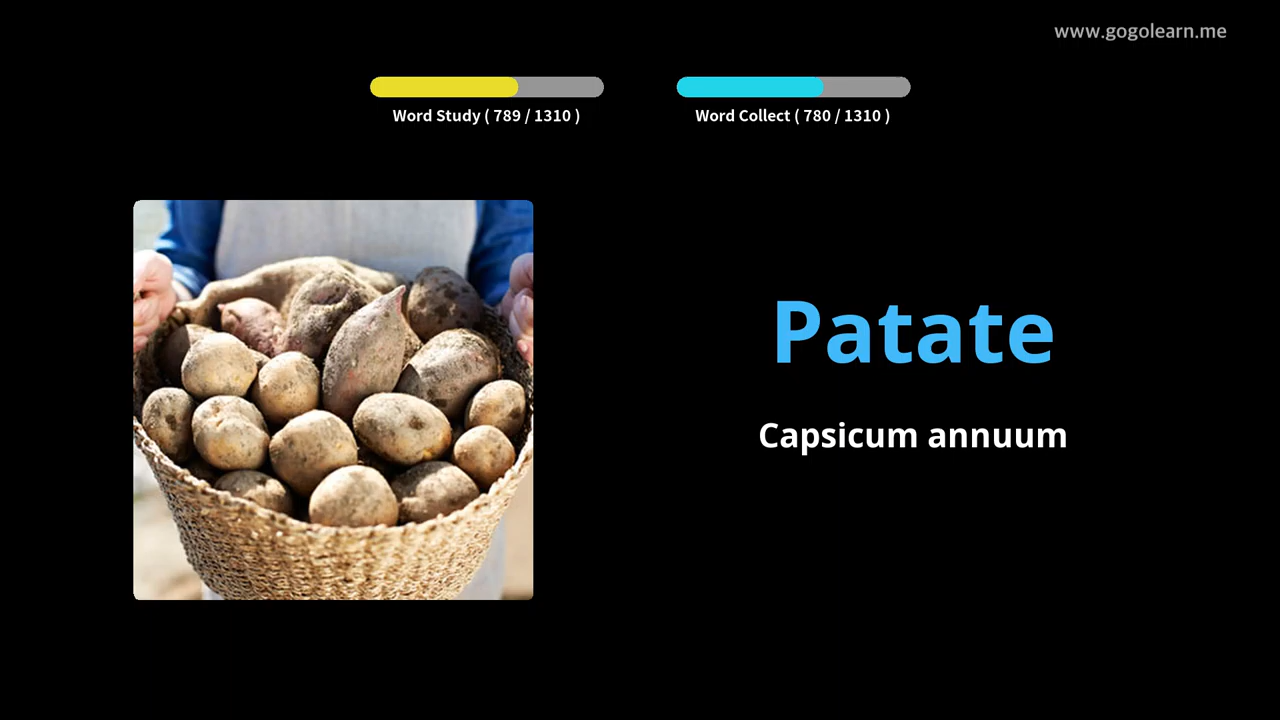 www.gogolearn.me
Word Study ( 789 / 1310 )
Word Collect ( 780 / 1310 )
Patate
Capsicum annuum